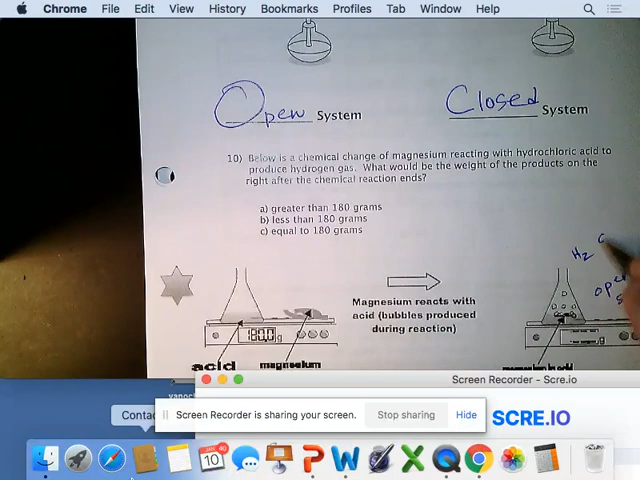 Chrome File Edit View History Bookmarks Profiles Tab Window Help
Open System
Closed System
10) Below is a chemical change of magnesium reacting with hydrochloric acid to
produce hydrogen gas. What would be the weight of the products on the
right after the chemical reaction ends?
a) greater than 180 grams
b) less than 180 grams
c) equal to 180 grams
H2
Magnesium reacts with
acid (bubbles produced
during reaction)
180.0 g
g
acid
magnesium
magnesium in acid
Screen Recorder - Scre.io
Screen Recorder is sharing your screen. Stop sharing Hide
SCRE.IO
10